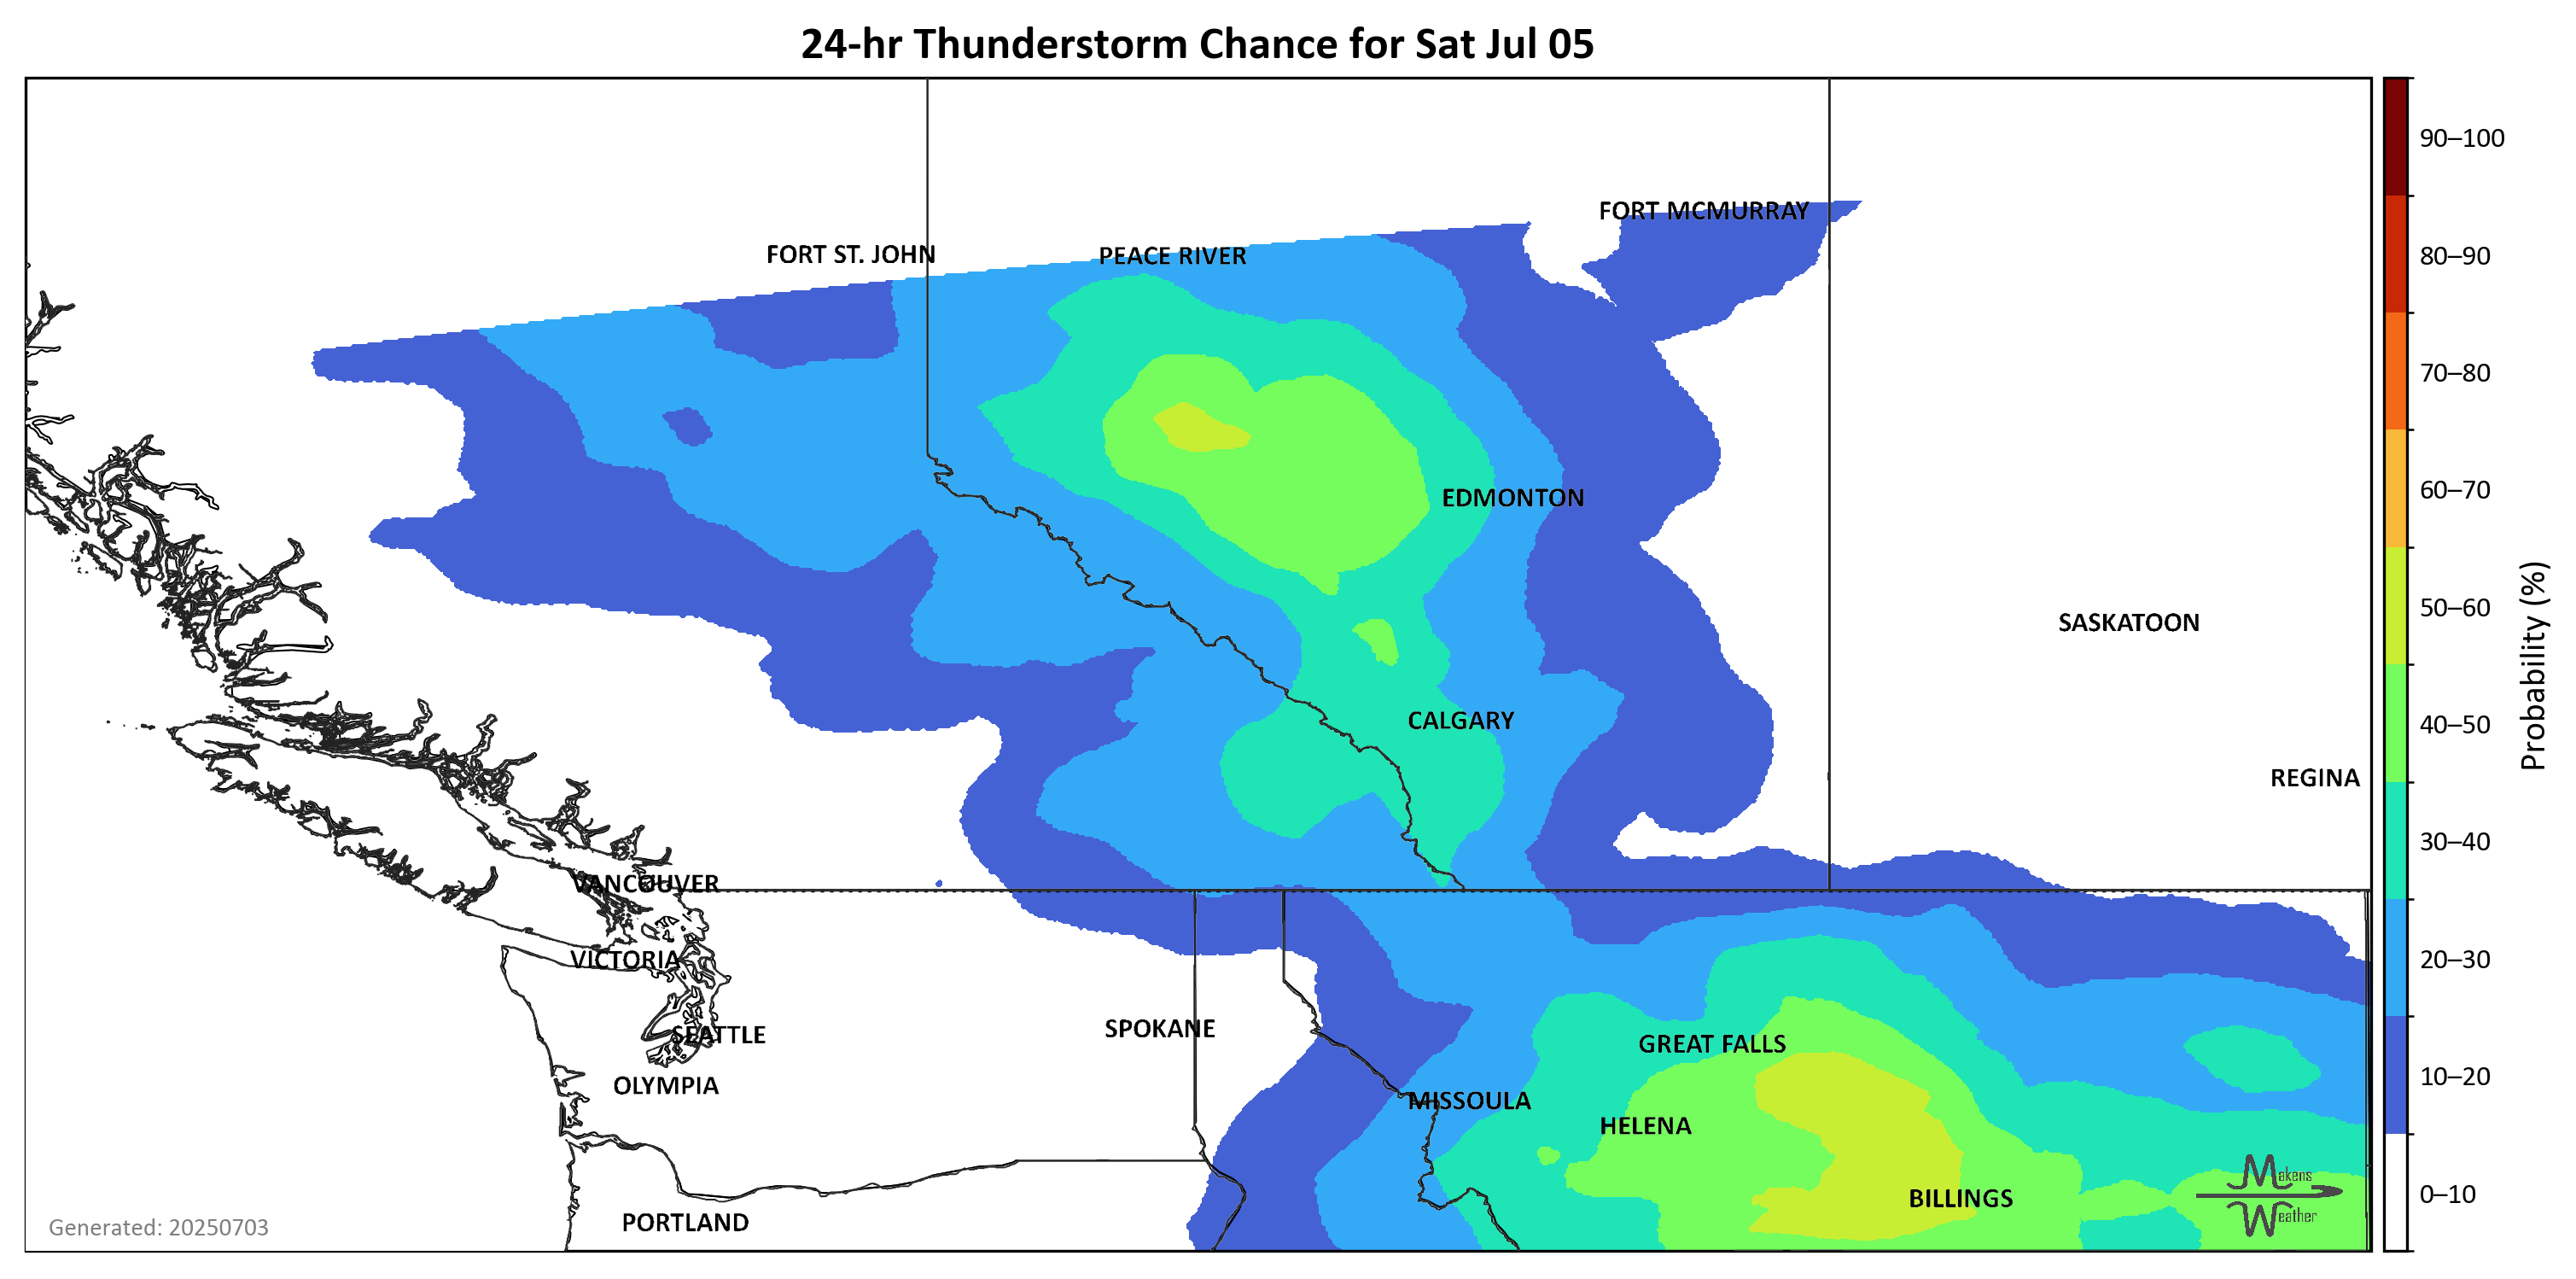 24-hr Thunderstorm Chance for Sat Jul 05
FORT MCMURRAY
FORT ST. JOHN
PEACE RIVER
EDMONTON
SASKATOON
CALGARY
REGINA
VANCOUVER
VICTORIA
SPOKANE
SEATTLE
GREAT FALLS
OLYMPIA
MISSOULA
HELENA
BILLINGS
PORTLAND
Makens
Weather
Generated: 20250703
90–100
80–90
70–80
60–70
50–60
40–50
30–40
20–30
10–20
0–10
Probability (%)